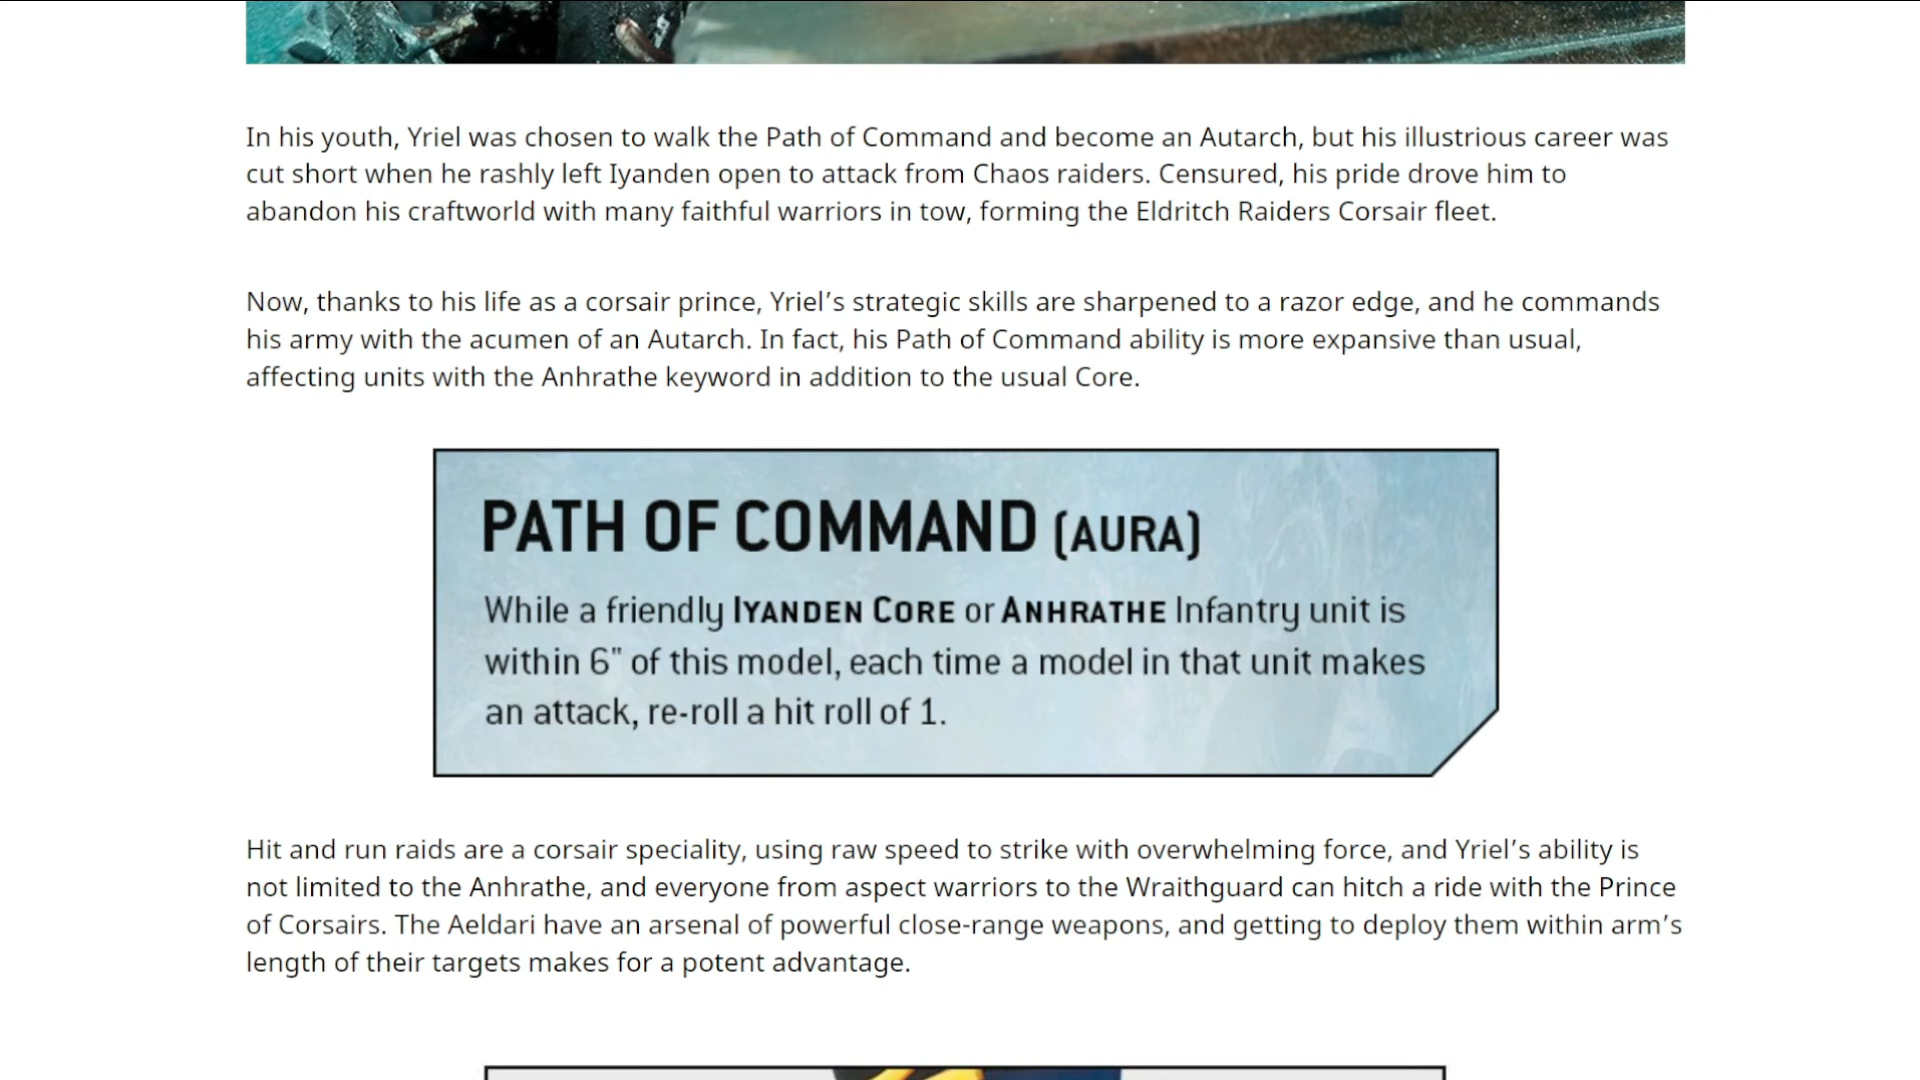 In his youth, Yriel was chosen to walk the Path of Command and become an Autarch, but his illustrious career was
cut short when he rashly left Iyanden open to attack from Chaos raiders. Censured, his pride drove him to
abandon his craftworld with many faithful warriors in tow, forming the Eldritch Raiders Corsair fleet.
Now, thanks to his life as a corsair prince, Yriel’s strategic skills are sharpened to a razor edge, and he commands
his army with the acumen of an Autarch. In fact, his Path of Command ability is more expansive than usual,
affecting units with the Anhrathe keyword in addition to the usual Core.
PATH OF COMMAND (AURA)
While a friendly IYANDEN CORE or ANHRATHE Infantry unit is
within 6" of this model, each time a model in that unit makes
an attack, re-roll a hit roll of 1.
Hit and run raids are a corsair speciality, using raw speed to strike with overwhelming force, and Yriel’s ability is
not limited to the Anhrathe, and everyone from aspect warriors to the Wraithguard can hitch a ride with the Prince
of Corsairs. The Aeldari have an arsenal of powerful close-range weapons, and getting to deploy them within arm’s
length of their targets makes for a potent advantage.